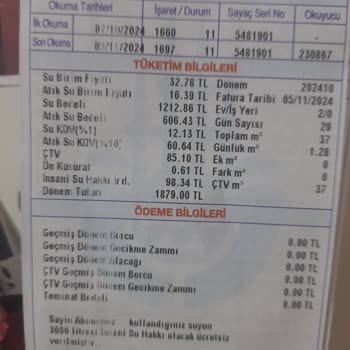 Okuma Tarihleri İşaret / Durum Sayaç Seri No Okuyucu
İlk Okuma 02/10/2024 1660 11 5481901 -
Son Okuma 05/11/2024 1697 11 5481901 230867
TÜKETİM BİLGİLERİ
Su Birim Fiyatı 32.78 TL Dönem 202410
Atık Su Birim Fiyatı 16.39 TL Fatura Tarihi 05/11/2024
Su Bedeli 1212.86 TL Ev/İş Yeri 2/0
Atık Su Bedeli 606.43 TL Gün Sayısı 29
Su KDV(%1) 12.13 TL Toplam m³ 37
Atık Su KDV(%10) 60.64 TL Günlük m³ 1.28
ÇTV 85.10 TL Ek m³ 0
Ön Küsürat 0.61 TL Fark m³ 0
İnsani Su Hakkı İnd. 98.34 TL ÇTV m³ 37
Dönem Tutarı 1879.00 TL
ÖDEME BİLGİLERİ
Geçmiş Dönem Borcu 0.00 TL
Geçmiş Dönem Gecikme Zammı 0.00 TL
Geçmiş Dönem Alacağı 0.00 TL
ÇTV Geçmiş Dönem Borcu 0.00 TL
ÇTV Geçmiş Dönem Gecikme Zammı 0.00 TL
Teminat Bedeli 0.00 TL
Sayın Abonemiz kullandığınız suyun
3000 litresi İnsani Su Hakkı olarak ücretsiz
verilmiştir.